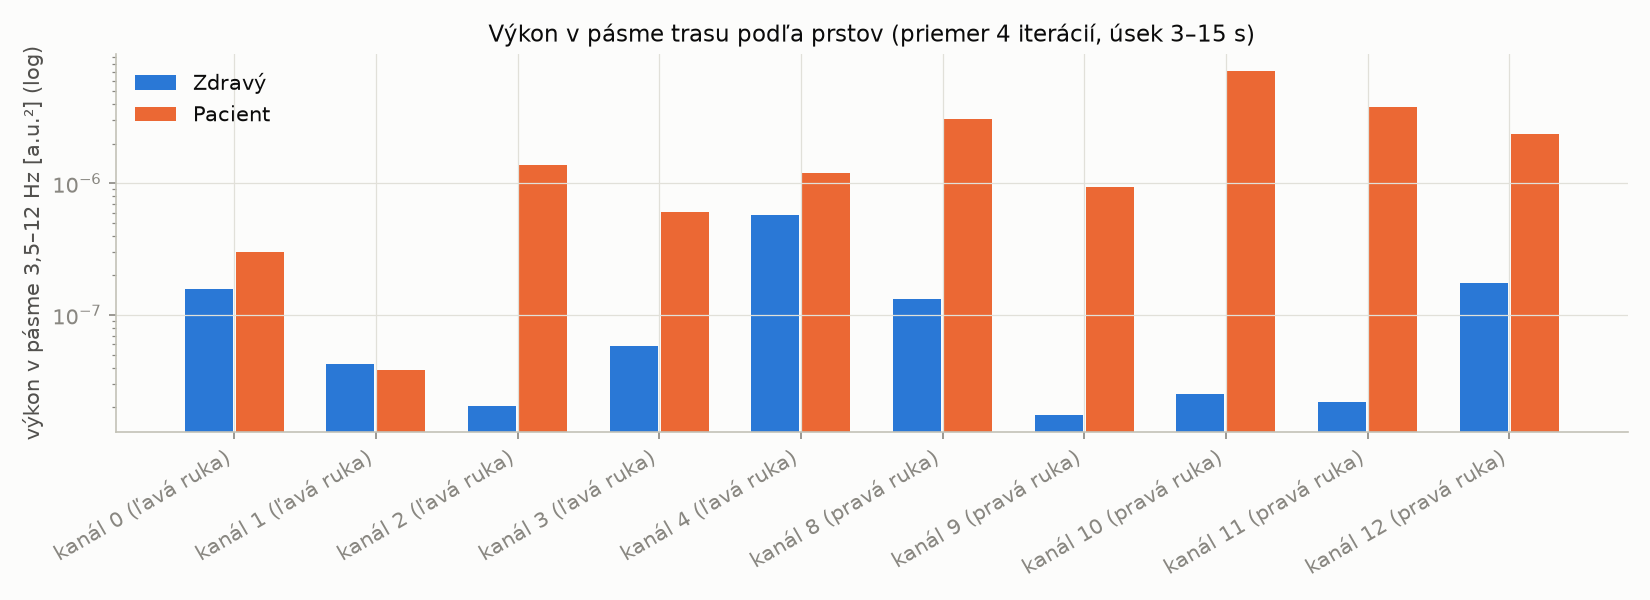 Výkon v pásme trasu podľa prstov (priemer 4 iterácií, úsek 3–15 s)
výkon v pásme 3,5–12 Hz [a.u.²] (log)
Zdravý
Pacient
10⁻⁶
10⁻⁷
kanál 0 (ľavá ruka)
kanál 1 (ľavá ruka)
kanál 2 (ľavá ruka)
kanál 3 (ľavá ruka)
kanál 4 (ľavá ruka)
kanál 8 (pravá ruka)
kanál 9 (pravá ruka)
kanál 10 (pravá ruka)
kanál 11 (pravá ruka)
kanál 12 (pravá ruka)